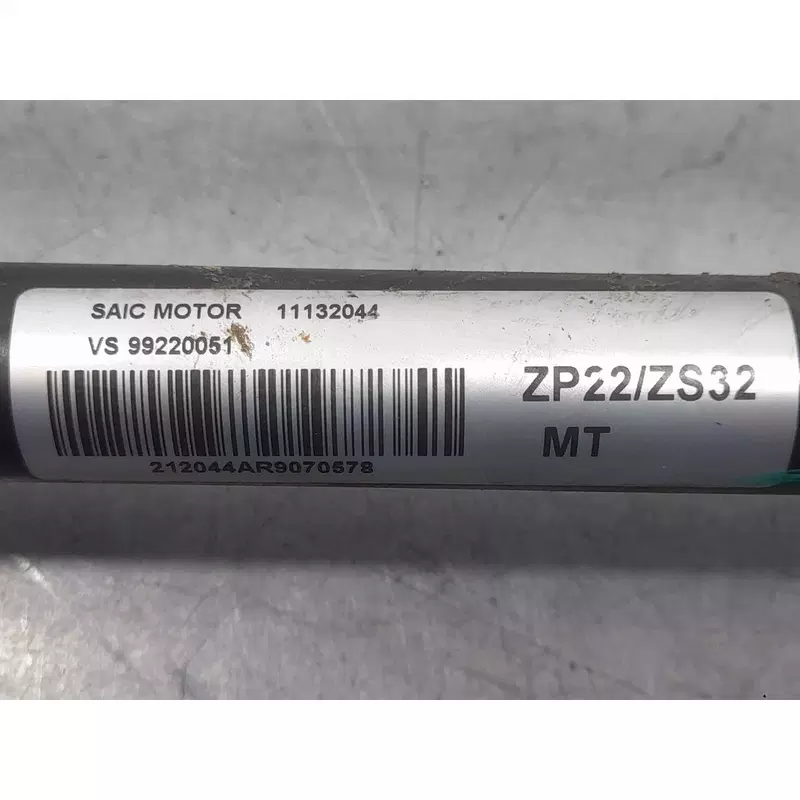 SAIC MOTOR 11132044
VS 99220051
ZP22/ZS32
MT
212044AR9070578